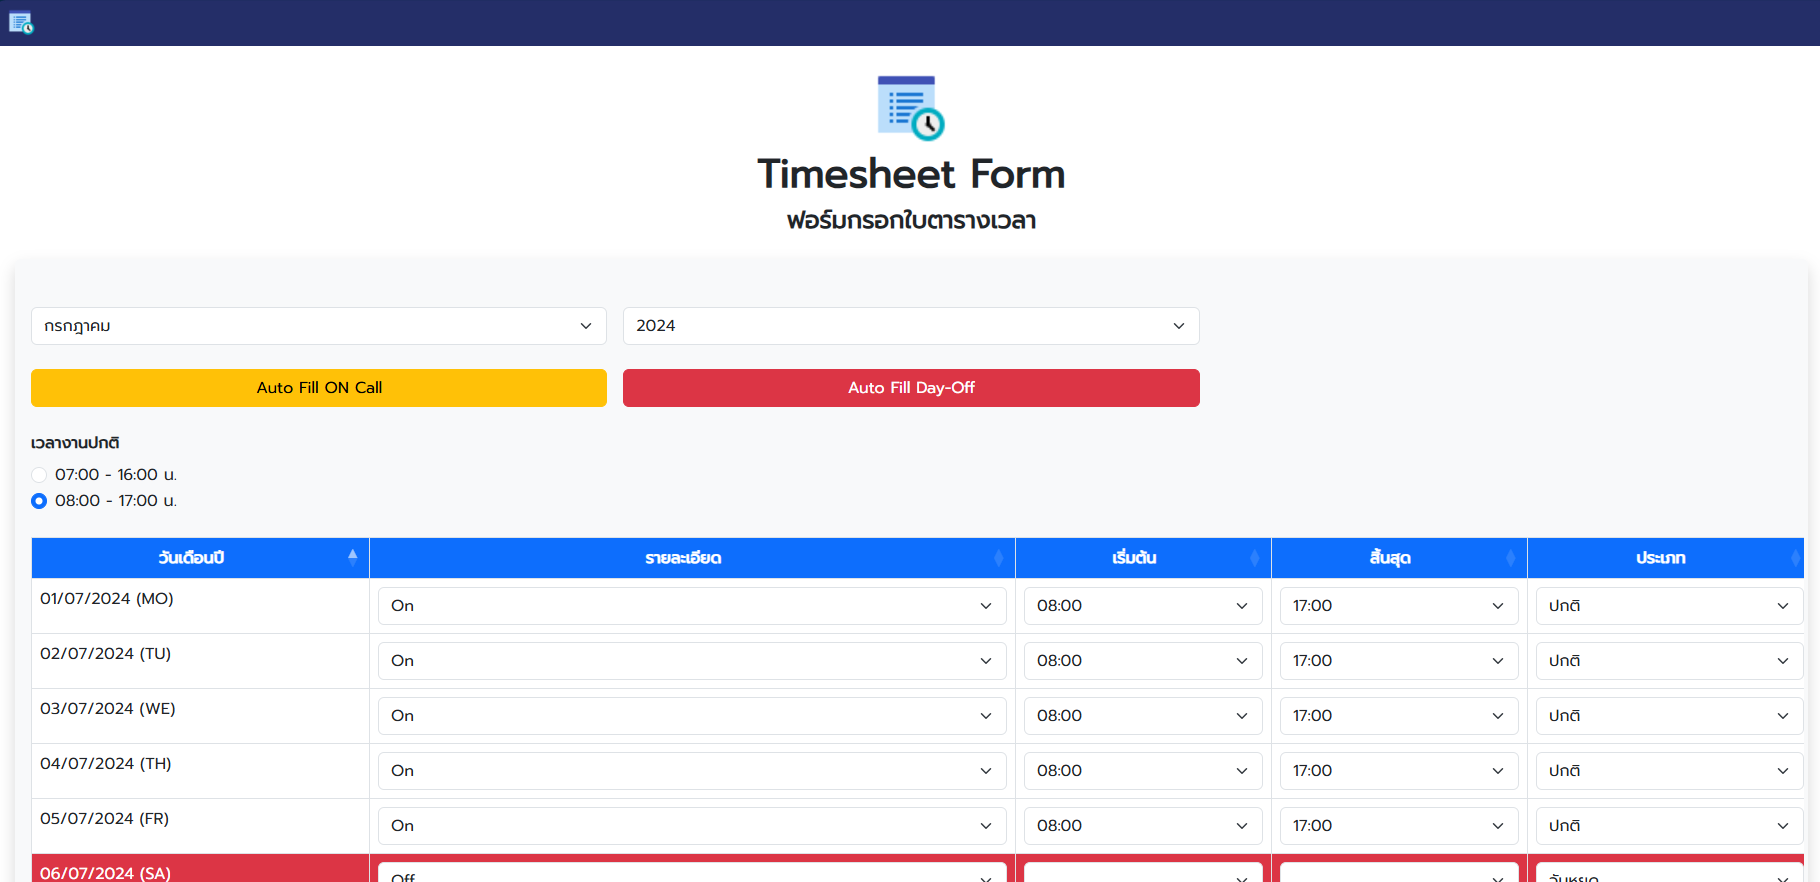 Timesheet Form
ฟอร์มกรอกใบตารางเวลา
กรกฎาคม 2024
Auto Fill ON Call Auto Fill Day-Off
เวลางานปกติ
07:00 - 16:00 น.
08:00 - 17:00 น.
วันเดือนปี รายละเอียด เริ่มต้น สิ้นสุด ประเภท
01/07/2024 (MO) On 08:00 17:00 ปกติ
02/07/2024 (TU) On 08:00 17:00 ปกติ
03/07/2024 (WE) On 08:00 17:00 ปกติ
04/07/2024 (TH) On 08:00 17:00 ปกติ
05/07/2024 (FR) On 08:00 17:00 ปกติ
06/07/2024 (SA) Off วันหยุด